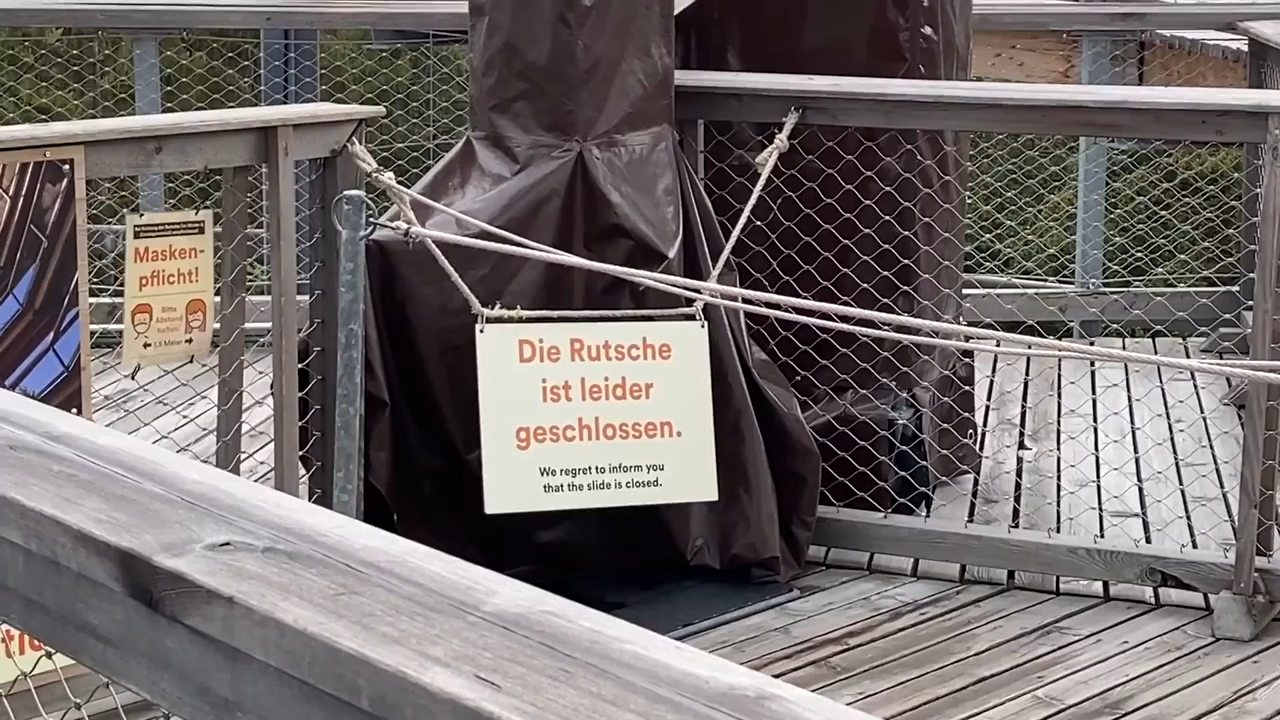 Masken-
pflicht!
Bitte
Abstand
halten!
1,5 Meter
Die Rutsche
ist leider
geschlossen.
We regret to inform you
that the slide is closed.